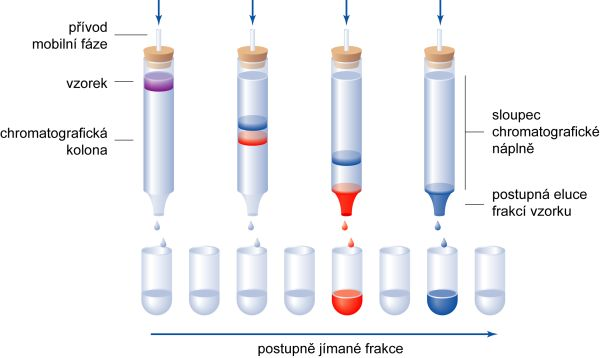 přívod
mobilní fáze
vzorek
chromatografická
kolona
sloupec
chromatografické
náplně
postupná eluce
frakcí vzorku
postupně jímané frakce